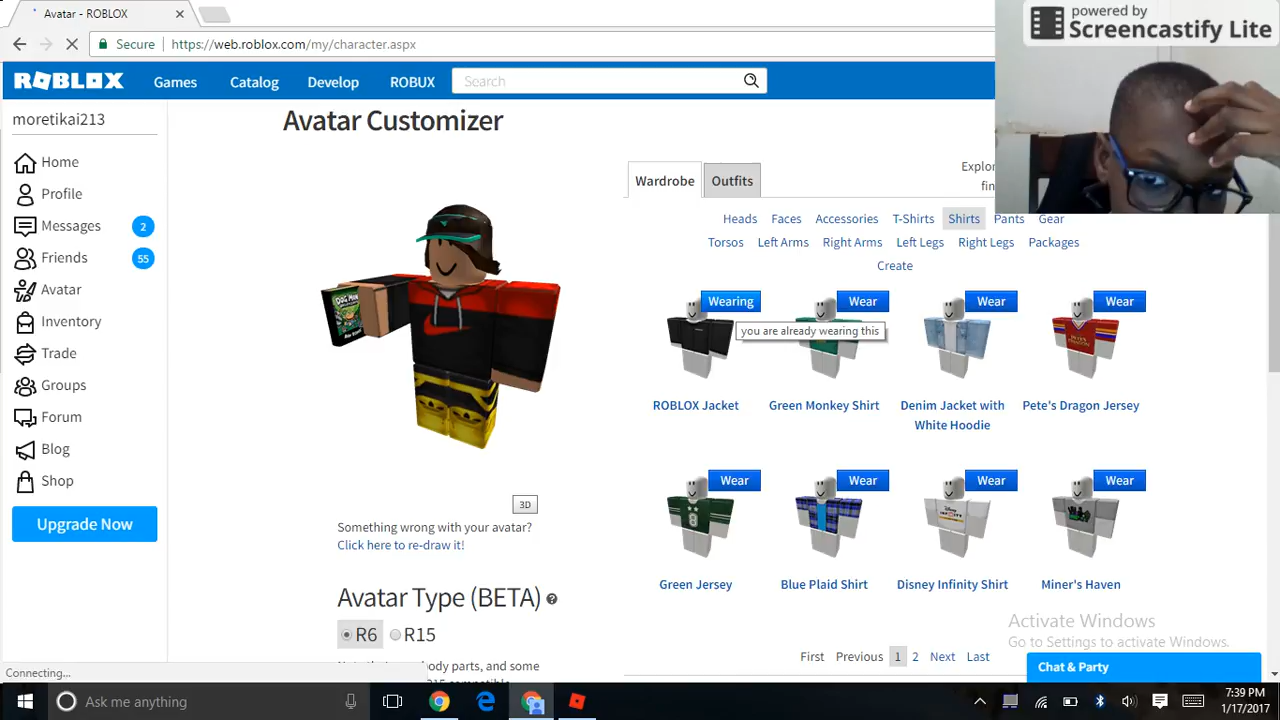 Avatar - ROBLOX
powered by
Screencastify Lite
Secure
https://web.roblox.com/my/character.aspx
ROBLOX
Games
Catalog
Develop
ROBUX
Search
moretikai213
Home
Profile
Messages
2
Friends
55
Avatar
Inventory
Trade
Groups
Forum
Blog
Shop
Upgrade Now
Avatar Customizer
DOG MAN
3D
Something wrong with your avatar?
Click here to re-draw it!
Avatar Type (BETA)
R6
R15
Wardrobe
Outfits
Explo
fin
Heads
Faces
Accessories
T-Shirts
Shirts
Pants
Gear
Torsos
Left Arms
Right Arms
Left Legs
Right Legs
Packages
Create
Wearing
Wear
Wear
Wear
you are already wearing this
ROBLOX Jacket
Green Monkey Shirt
Denim Jacket with
White Hoodie
Pete's Dragon Jersey
Wear
Wear
Wear
Wear
Green Jersey
Blue Plaid Shirt
Disney Infinity Shirt
Miner's Haven
First
Previous
1
2
Next
Last
Activate Windows
Go to Settings to activate Windows.
Chat & Party
Connecting...
Ask me anything
7:39 PM
1/17/2017